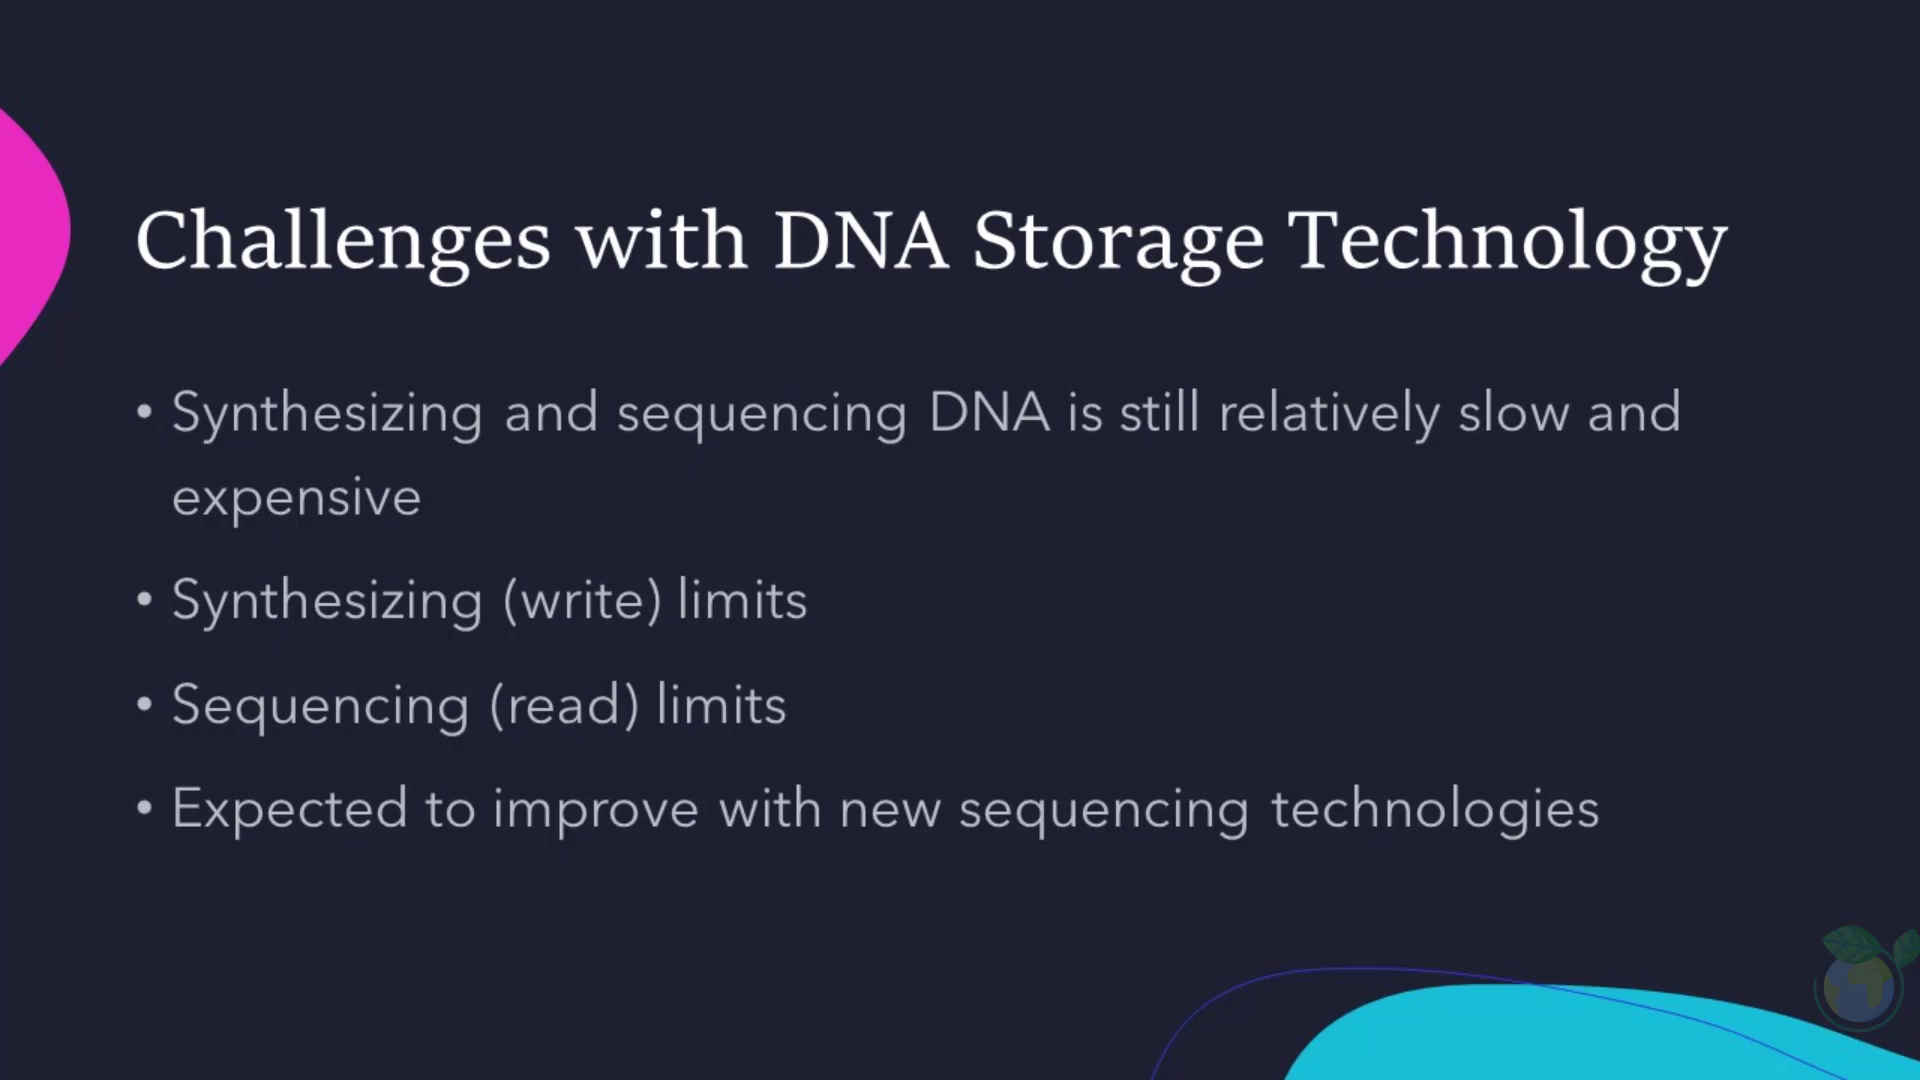 Challenges with DNA Storage Technology
• Synthesizing and sequencing DNA is still relatively slow and
expensive
• Synthesizing (write) limits
• Sequencing (read) limits
• Expected to improve with new sequencing technologies